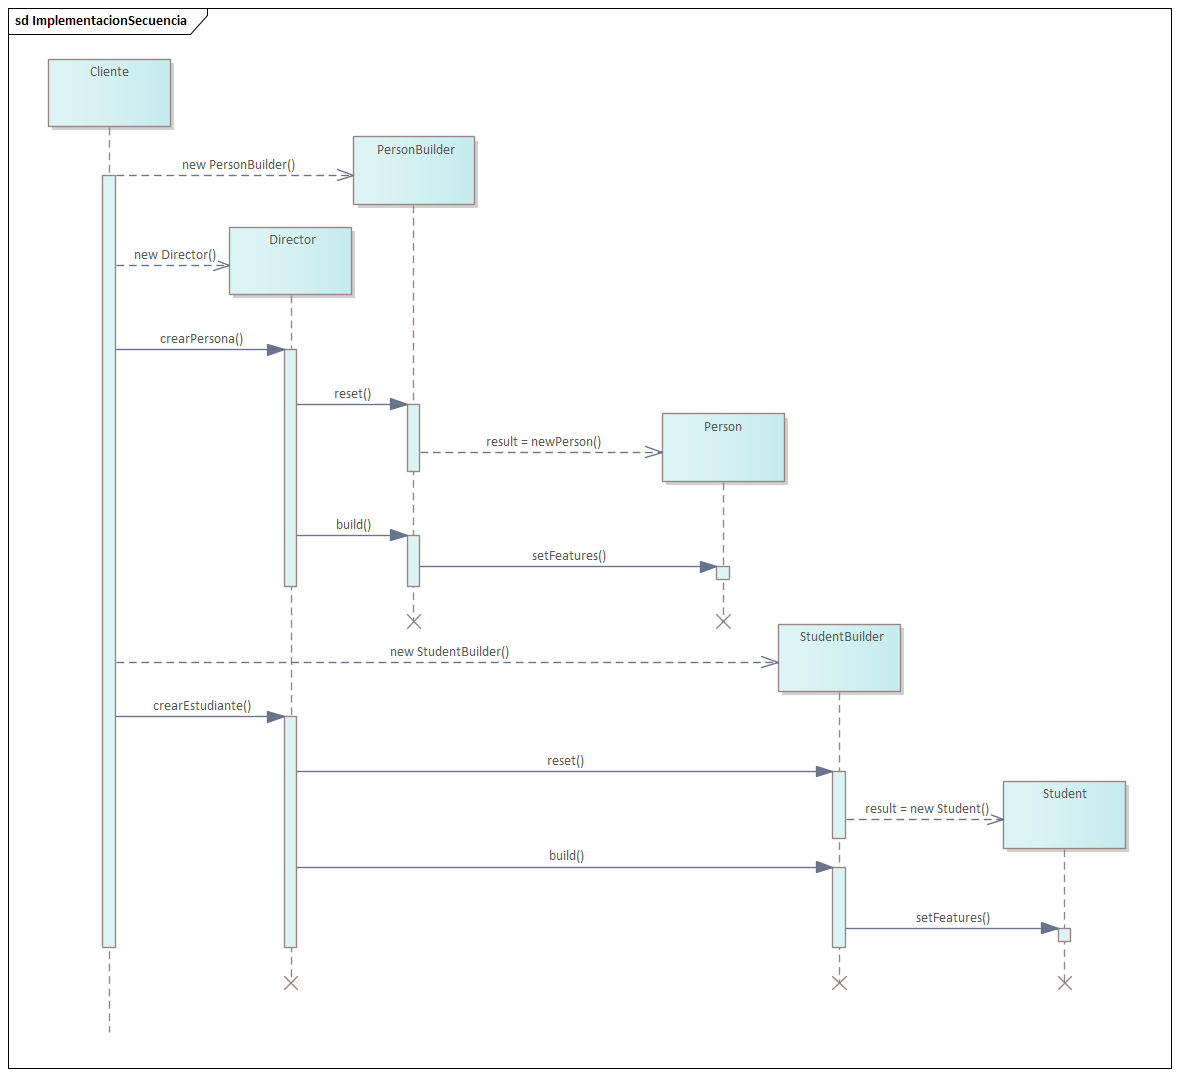 sd ImplementacionSecuencia
Cliente
PersonBuilder
new PersonBuilder()
Director
new Director()
crearPersona()
reset()
Person
result = newPerson()
build()
setFeatures()
StudentBuilder
new StudentBuilder()
crearEstudiante()
reset()
Student
result = new Student()
build()
setFeatures()